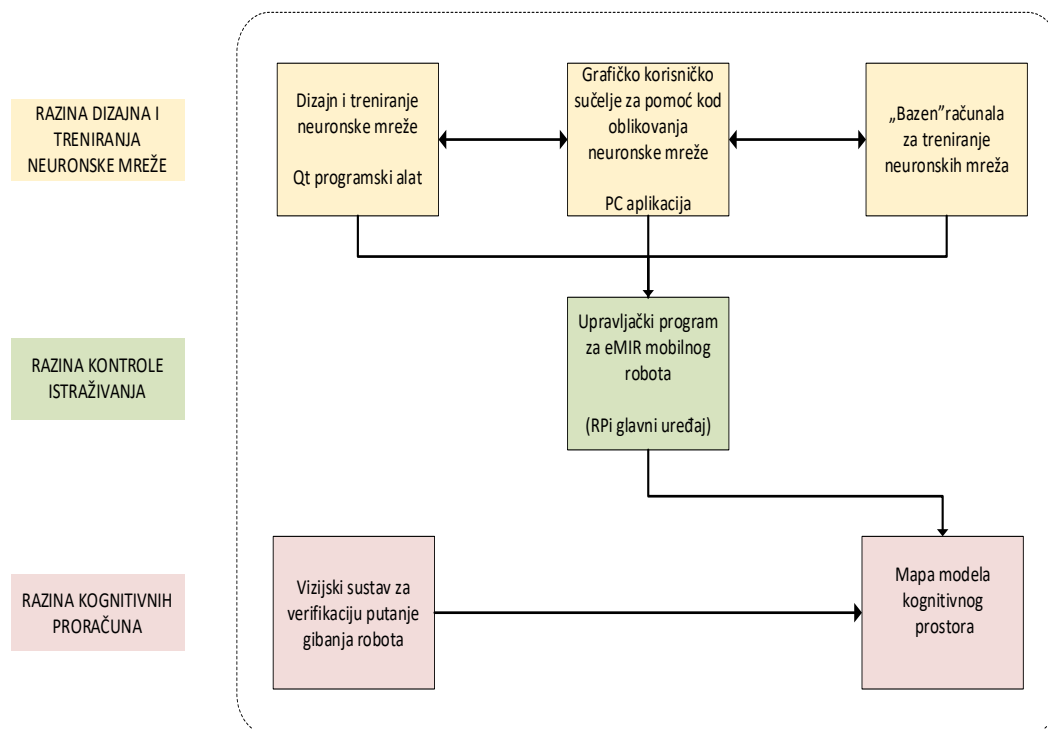 RAZINA DIZAJNA I
TRENIRANJA
NEURONSKE MREŽE
Dizajn i treniranje
neuronske mreže
Qt programski alat
Grafičko korisničko
sučelje za pomoć kod
oblikovanja
neuronske mreže
PC aplikacija
„Bazen”računala
za treniranje
neuronskih mreža
RAZINA KONTROLE
ISTRAŽIVANJA
Upravljački program
za eMIR mobilnog
robota
(RPi glavni uređaj)
RAZINA KOGNITIVNIH
PRORAČUNA
Vizijski sustav za
verifikaciju putanje
gibanja robota
Mapa modela
kognitivnog
prostora